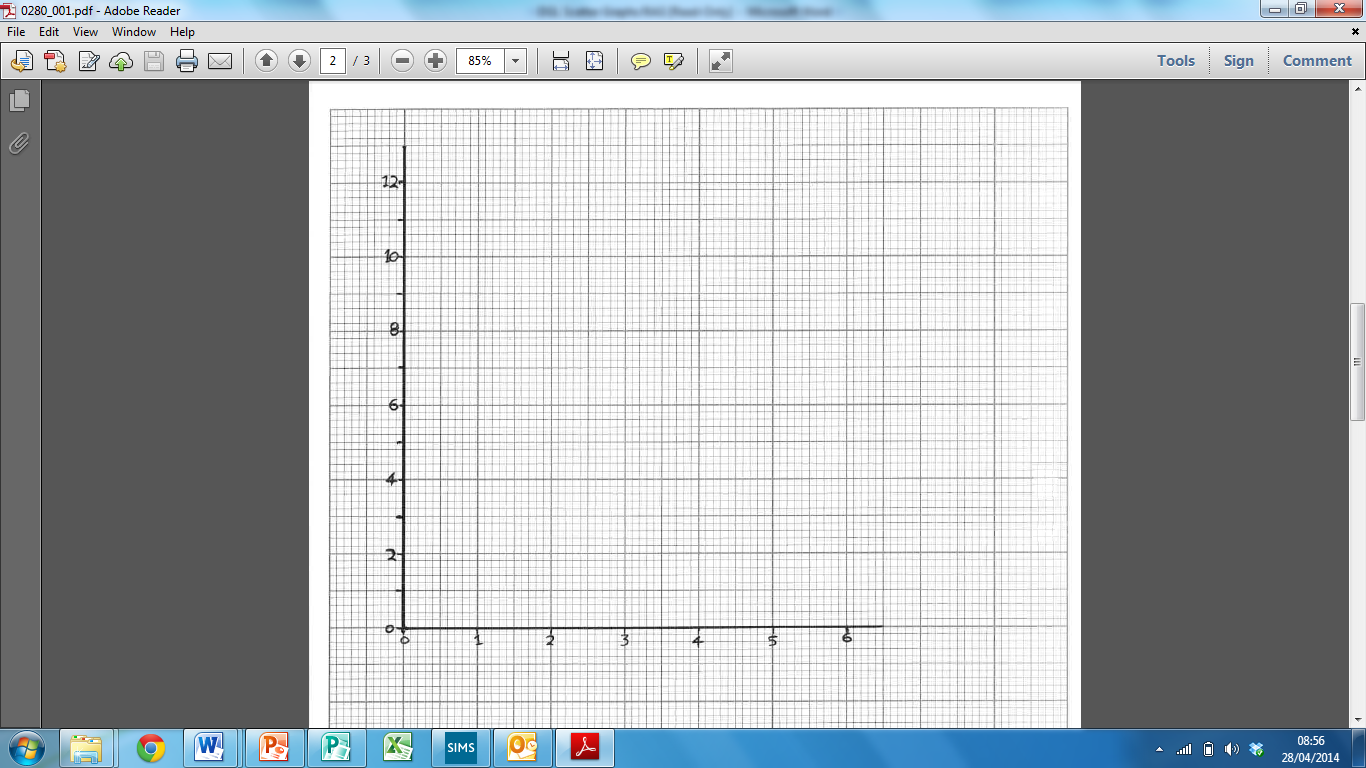 0280_001.pdf - Adobe Reader
File Edit View Window Help
2 / 3 85% Tools Sign Comment
12
10
8
6
4
2
0
0 1 2 3 4 5 6
SIMS
08:56
28/04/2014